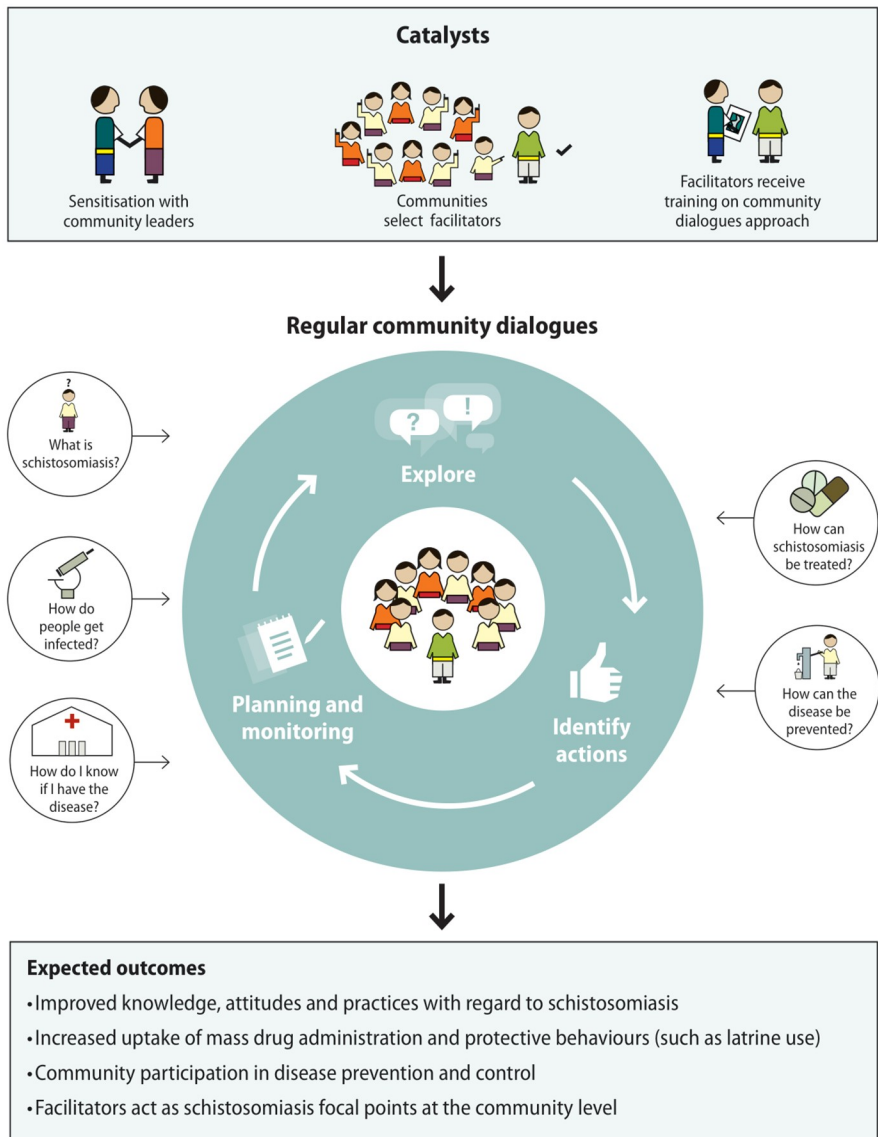 Catalysts
Sensitisation with
community leaders
Communities
select facilitators
Facilitators receive
training on community
dialogues approach
Regular community dialogues
?
What is
schistosomiasis?
How do
people get
infected?
How do I know
if I have the
disease?
? !
Explore
Identify
actions
Planning and
monitoring
How can
schistosomiasis
be treated?
How can the
disease be
prevented?
Expected outcomes
•Improved knowledge, attitudes and practices with regard to schistosomiasis
•Increased uptake of mass drug administration and protective behaviours (such as latrine use)
•Community participation in disease prevention and control
•Facilitators act as schistosomiasis focal points at the community level